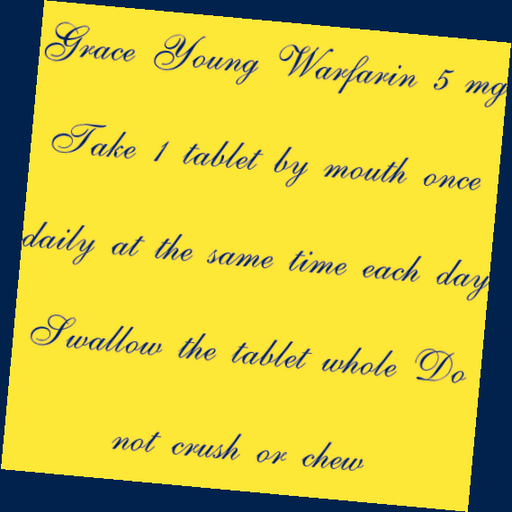 Grace Young Warfarin 5 mg
Take 1 tablet by mouth once
daily at the same time each day
Swallow the tablet whole Do
not crush or chew